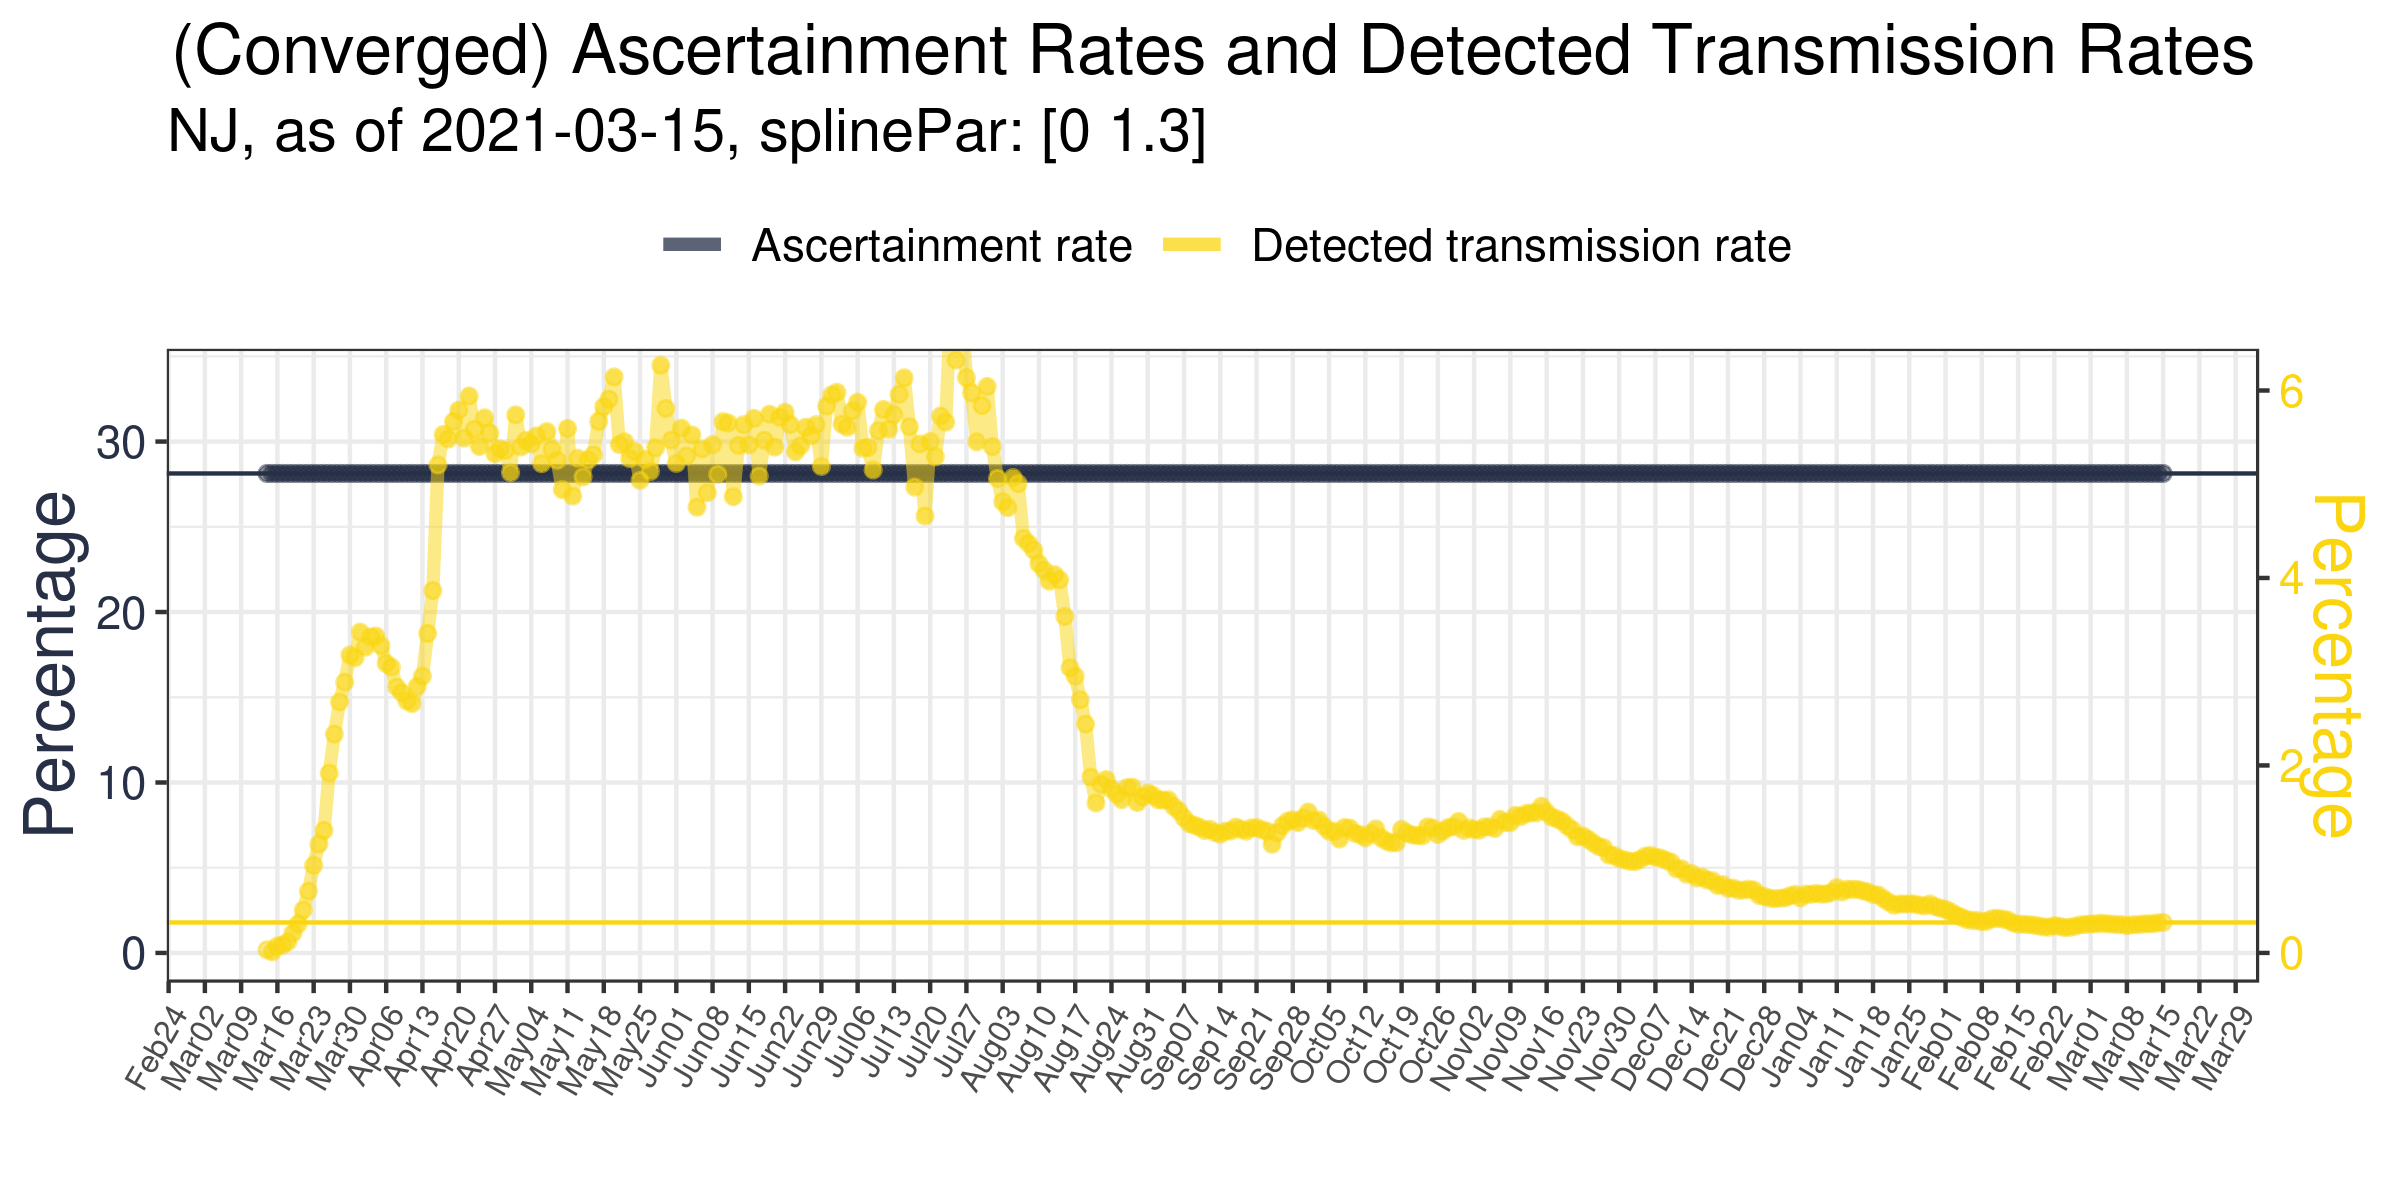 (Converged) Ascertainment Rates and Detected Transmission Rates
NJ, as of 2021-03-15, splinePar: [0 1.3]
Ascertainment rate Detected transmission rate
Percentage
30
20
10
0
6
4
2
0
Percentage
Feb24 Mar02 Mar09 Mar16 Mar23 Mar30 Apr06 Apr13 Apr20 Apr27 May04 May11 May18 May25 Jun01 Jun08 Jun15 Jun22 Jun29 Jul06 Jul13 Jul20 Jul27 Aug03 Aug10 Aug17 Aug24 Aug31 Sep07 Sep14 Sep21 Sep28 Oct05 Oct12 Oct19 Oct26 Nov02 Nov09 Nov16 Nov23 Nov30 Dec07 Dec14 Dec21 Dec28 Jan04 Jan11 Jan18 Jan25 Feb01 Feb08 Feb15 Feb22 Mar01 Mar08 Mar15 Mar22 Mar29